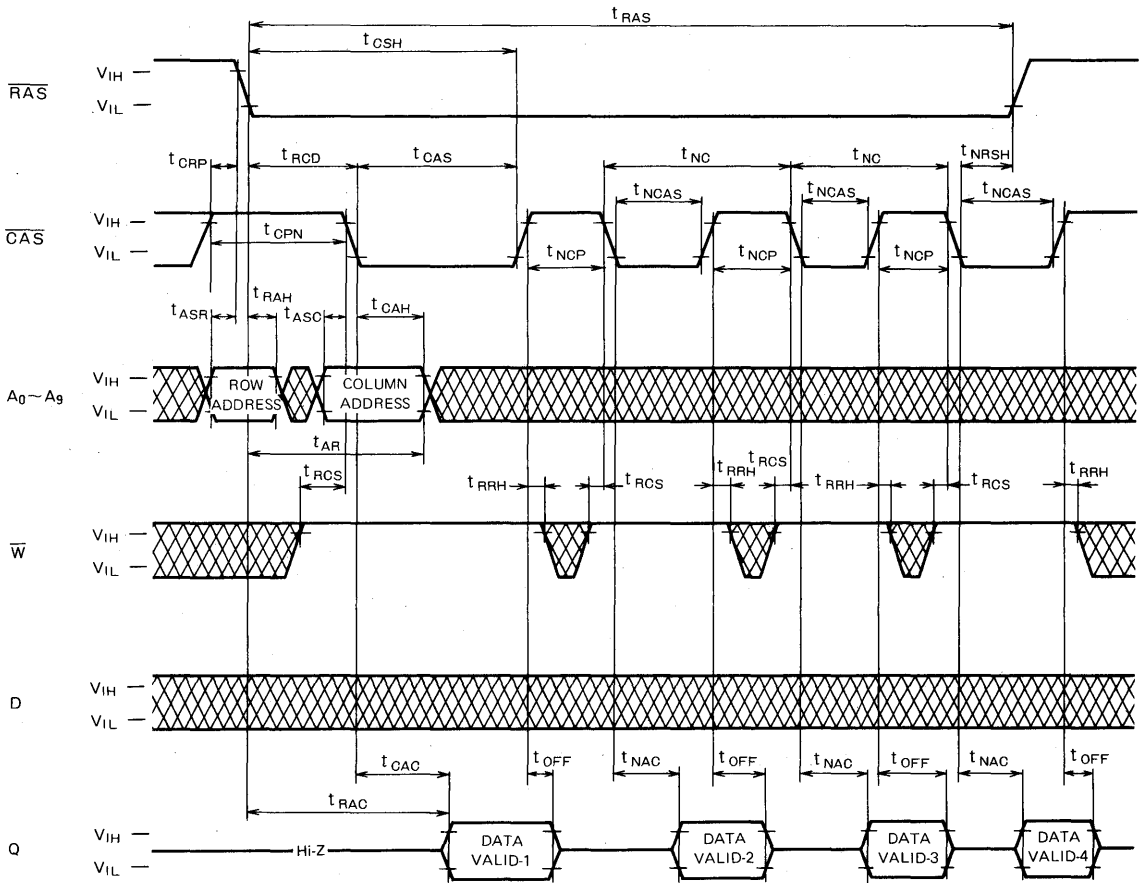 tRAS
tCSH
RAS
VIH
VIL
tCRP
tRCD
tCAS
tNC
tNC
tNRSH
tNCAS
tNCAS
tNCAS
CAS
VIH
VIL
tCPN
tNCP
tNCP
tNCP
tASR
tRAH
tASC
tCAH
A0~A9
VIH
VIL
ROW
ADDRESS
COLUMN
ADDRESS
tAR
tRCS
tRRH
tRCS
tRRH
tRCS
tRRH
tRCS
tRRH
W
VIH
VIL
D
VIH
VIL
tCAC
tOFF
tNAC
tOFF
tNAC
tOFF
tNAC
tOFF
tRAC
Q
VIH
VIL
Hi-Z
DATA
VALID-1
DATA
VALID-2
DATA
VALID-3
DATA
VALID-4